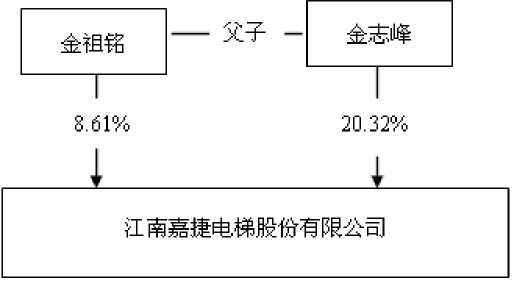 金祖铭
父子
金志峰
8.61%
20.32%
江南嘉捷电梯股份有限公司